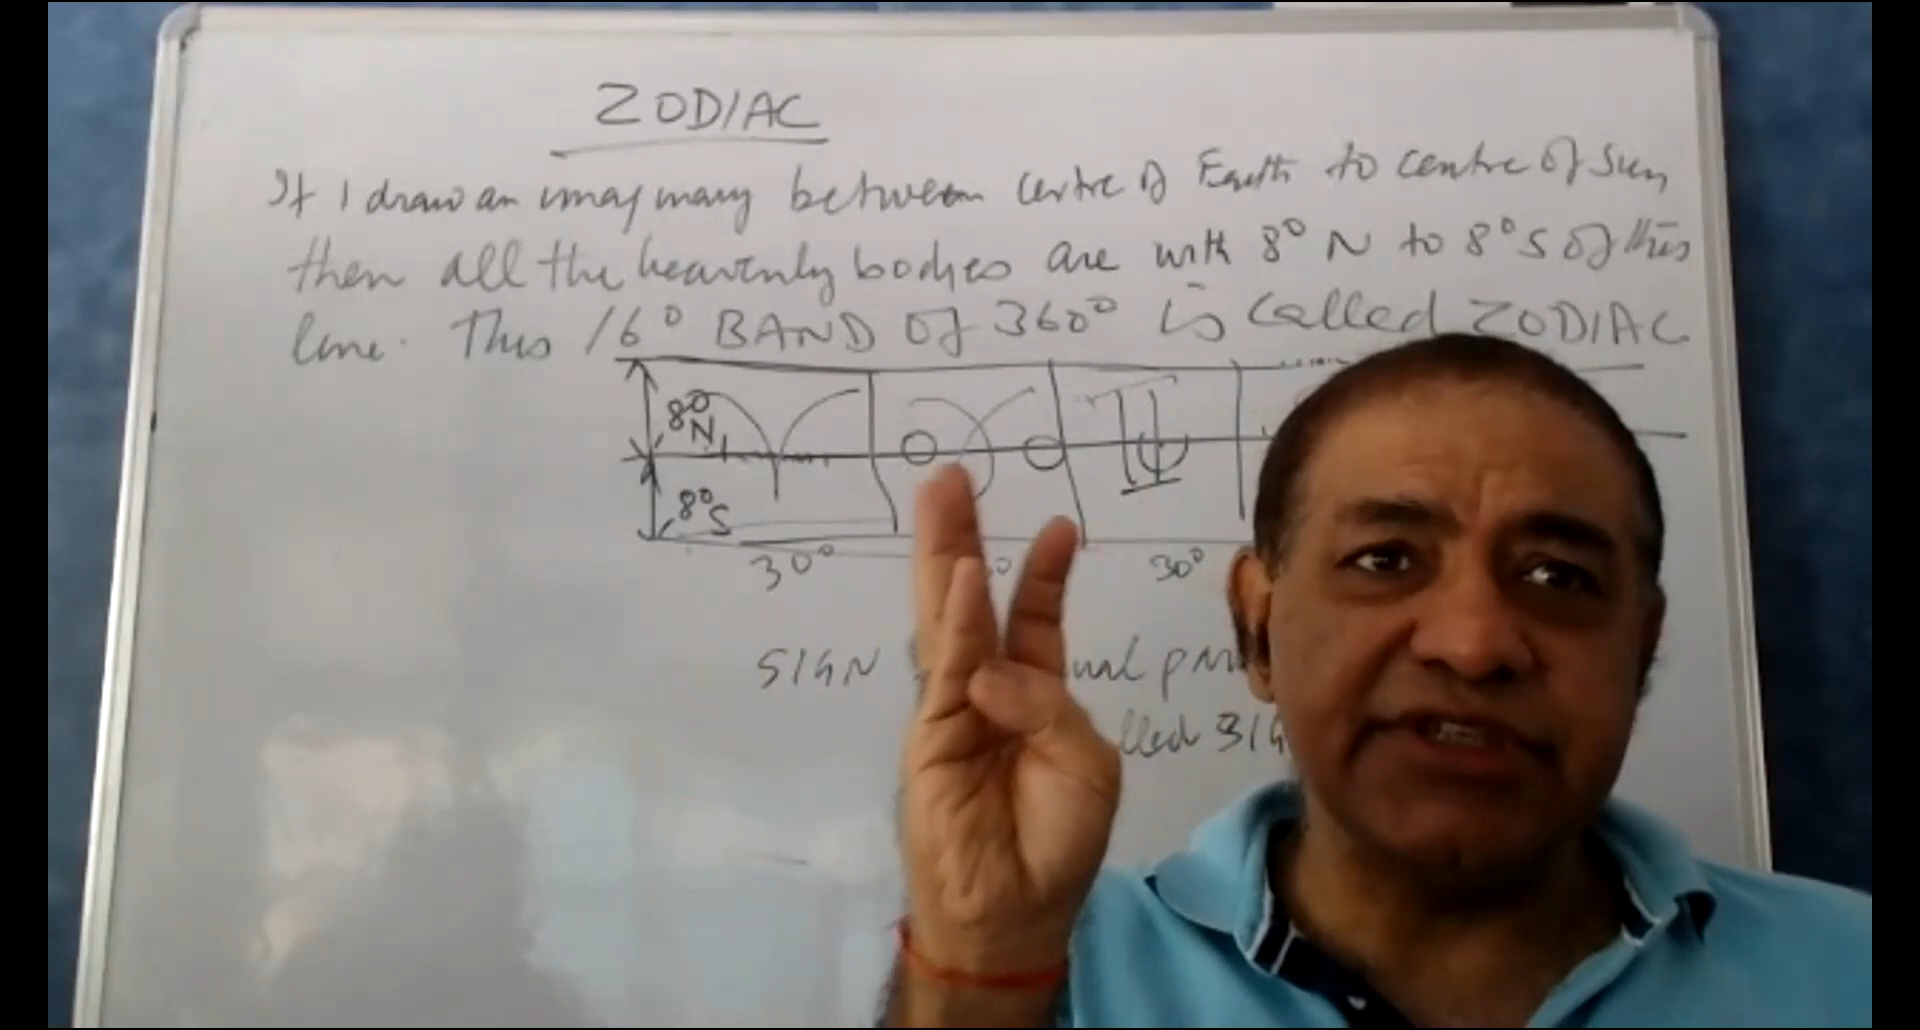 ZODIAC
If I draw an imaginary between centre of Earth to centre of Sun
then all the heavenly bodies are with 8° N to 8° S of this
line. This 16° BAND of 360° is called ZODIAC
8°
N
8°S
30° 30°
SIGN